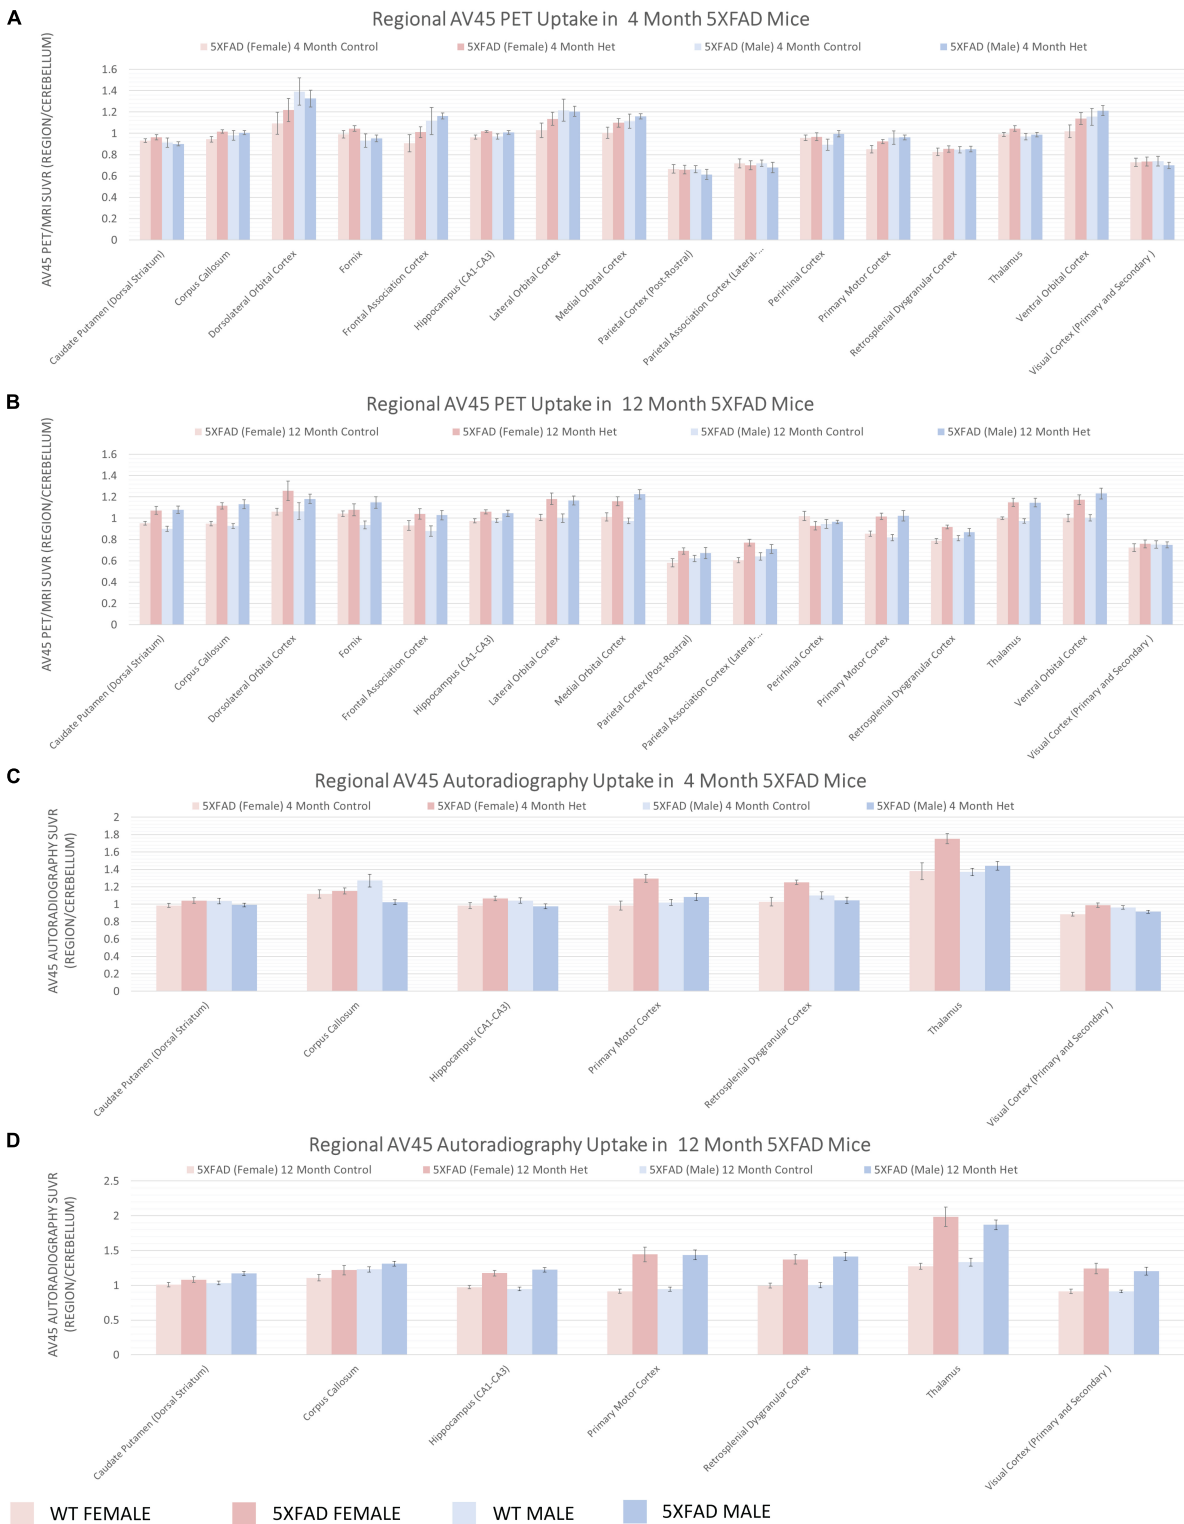 A
Regional AV45 PET Uptake in 4 Month 5XFAD Mice
5XFAD (Female) 4 Month Control
5XFAD (Female) 4 Month Het
5XFAD (Male) 4 Month Control
5XFAD (Male) 4 Month Het
AV45 PET/MRI SUVR (REGION/CEREBELLUM)
1.6
1.4
1.2
1
0.8
0.6
0.4
0.2
0
Caudate Putamen (Dorsal Striatum)
Corpus Callosum
Dorsolateral Orbital Cortex
Fornix
Frontal Association Cortex
Hippocampus (CA1-CA3)
Lateral Orbital Cortex
Medial Orbital Cortex
Parietal Cortex (Post-Rostral)
Parietal Association Cortex (Lateral-...
Perirhinal Cortex
Primary Motor Cortex
Retrosplenial Dysgranular Cortex
Thalamus
Ventral Orbital Cortex
Visual Cortex (Primary and Secondary )
B
Regional AV45 PET Uptake in 12 Month 5XFAD Mice
5XFAD (Female) 12 Month Control
5XFAD (Female) 12 Month Het
5XFAD (Male) 12 Month Control
5XFAD (Male) 12 Month Het
AV45 PET/MRI SUVR (REGION/CEREBELLUM)
1.6
1.4
1.2
1
0.8
0.6
0.4
0.2
0
Caudate Putamen (Dorsal Striatum)
Corpus Callosum
Dorsolateral Orbital Cortex
Fornix
Frontal Association Cortex
Hippocampus (CA1-CA3)
Lateral Orbital Cortex
Medial Orbital Cortex
Parietal Cortex (Post-Rostral)
Parietal Association Cortex (Lateral-...
Perirhinal Cortex
Primary Motor Cortex
Retrosplenial Dysgranular Cortex
Thalamus
Ventral Orbital Cortex
Visual Cortex (Primary and Secondary )
C
Regional AV45 Autoradiography Uptake in 4 Month 5XFAD Mice
5XFAD (Female) 4 Month Control
5XFAD (Female) 4 Month Het
5XFAD (Male) 4 Month Control
5XFAD (Male) 4 Month Het
AV45 AUTORADIOGRAPHY SUVR
(REGION/CEREBELLUM)
2
1.8
1.6
1.4
1.2
1
0.8
0.6
0.4
0.2
0
Caudate Putamen (Dorsal Striatum)
Corpus Callosum
Hippocampus (CA1-CA3)
Primary Motor Cortex
Retrosplenial Dysgranular Cortex
Thalamus
Visual Cortex (Primary and Secondary )
D
Regional AV45 Autoradiography Uptake in 12 Month 5XFAD Mice
5XFAD (Female) 12 Month Control
5XFAD (Female) 12 Month Het
5XFAD (Male) 12 Month Control
5XFAD (Male) 12 Month Het
AV45 AUTORADIOGRAPHY SUVR
(REGION/CEREBELLUM)
2.5
2
1.5
1
0.5
0
Caudate Putamen (Dorsal Striatum)
Corpus Callosum
Hippocampus (CA1-CA3)
Primary Motor Cortex
Retrosplenial Dysgranular Cortex
Thalamus
Visual Cortex (Primary and Secondary )
WT FEMALE
5XFAD FEMALE
WT MALE
5XFAD MALE